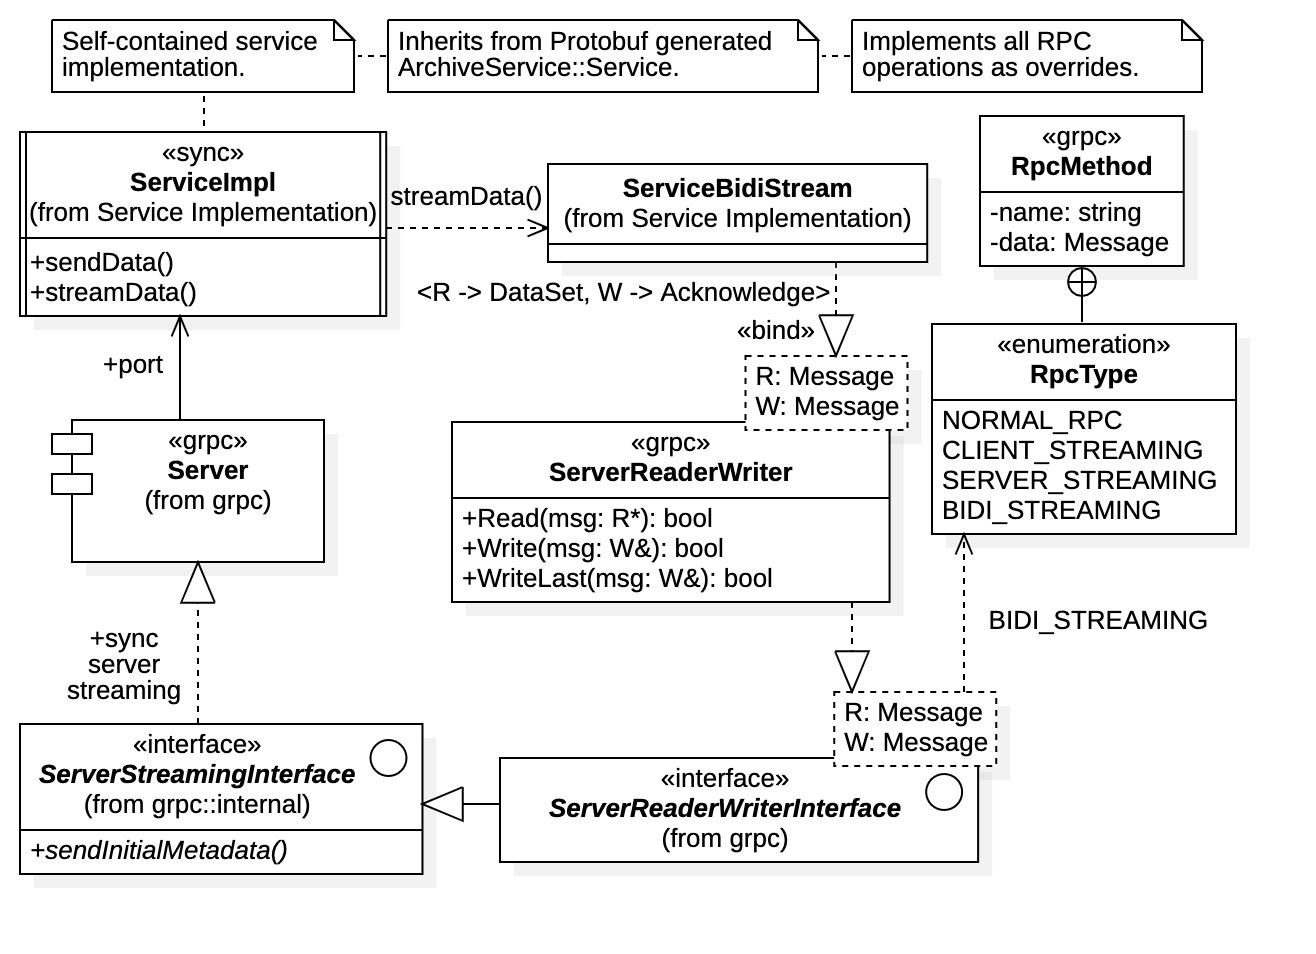 Self-contained service
implementation.
Inherits from Protobuf generated
ArchiveService::Service.
Implements all RPC
operations as overrides.
«sync»
ServiceImpl
(from Service Implementation)
+sendData()
+streamData()
streamData()
ServiceBidiStream
(from Service Implementation)
«grpc»
RpcMethod
-name: string
-data: Message
<R -> DataSet, W -> Acknowledge>
«bind»
R: Message
W: Message
+port
«grpc»
Server
(from grpc)
«grpc»
ServerReaderWriter
+Read(msg: R*): bool
+Write(msg: W&): bool
+WriteLast(msg: W&): bool
«enumeration»
RpcType
NORMAL_RPC
CLIENT_STREAMING
SERVER_STREAMING
BIDI_STREAMING
BIDI_STREAMING
+sync
server
streaming
R: Message
W: Message
«interface»
ServerStreamingInterface
(from grpc::internal)
+sendInitialMetadata()
«interface»
ServerReaderWriterInterface
(from grpc)